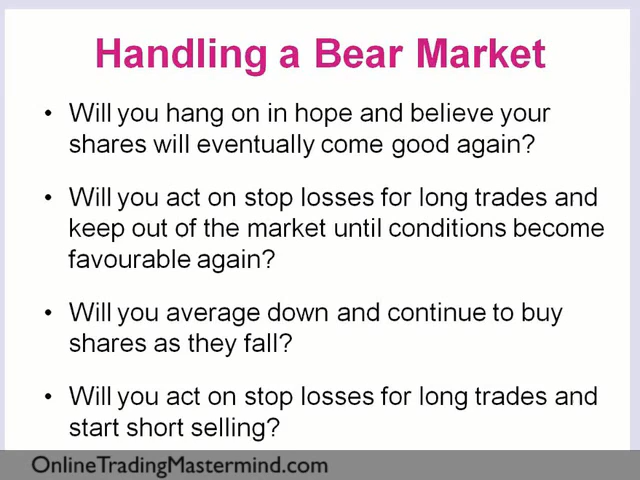 Handling a Bear Market
• Will you hang on in hope and believe your
shares will eventually come good again?
• Will you act on stop losses for long trades and
keep out of the market until conditions become
favourable again?
• Will you average down and continue to buy
shares as they fall?
• Will you act on stop losses for long trades and
start short selling?
OnlineTradingMastermind.com